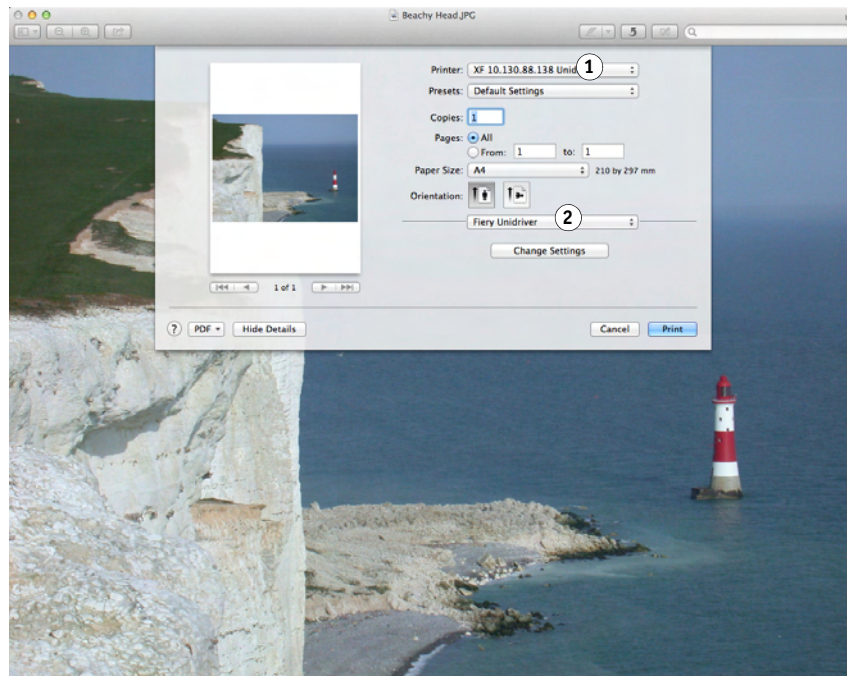 Beachy Head.JPG
Printer: XF 10.130.88.138 Unid 1
Presets: Default Settings
Copies: 1
Pages: All
From: 1 to: 1
Paper Size: A4 210 by 297 mm
Orientation:
Fiery Unidriver 2
Change Settings
1 of 1
? PDF Hide Details Cancel Print